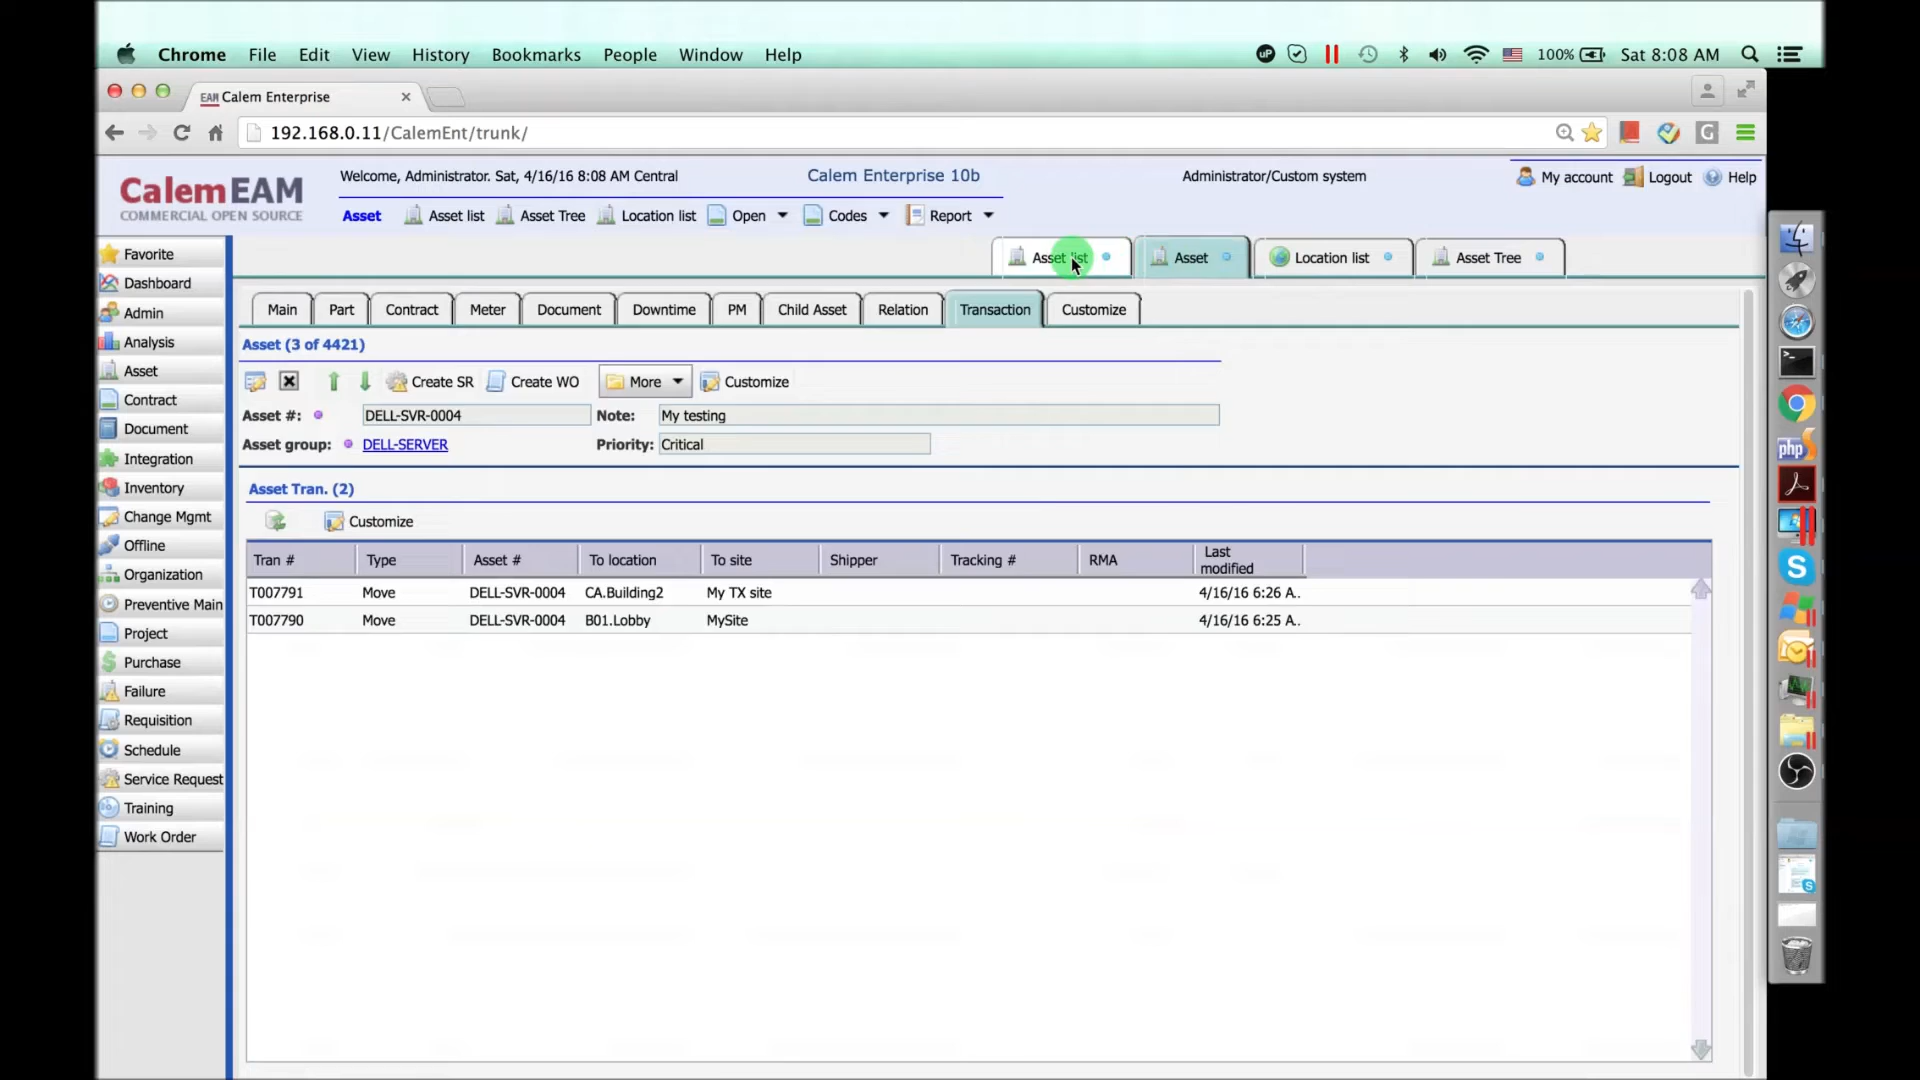 Chrome File Edit View History Bookmarks People Window Help 100% Sat 8:08 AM
EAM Calem Enterprise
192.168.0.11/CalemEnt/trunk/
CalemEAM
COMMERCIAL OPEN SOURCE
Welcome, Administrator. Sat, 4/16/16 8:08 AM Central Calem Enterprise 10b Administrator/Custom system My account Logout Help
Asset Asset list Asset Tree Location list Open Codes Report
Asset list Asset Location list Asset Tree
Favorite
Dashboard
Admin
Analysis
Asset
Contract
Document
Integration
Inventory
Change Mgmt
Offline
Organization
Preventive Main
Project
Purchase
Failure
Requisition
Schedule
Service Request
Training
Work Order
Main Part Contract Meter Document Downtime PM Child Asset Relation Transaction Customize
Asset (3 of 4421)
Create SR Create WO More Customize
Asset #: DELL-SVR-0004 Note: My testing
Asset group: DELL-SERVER Priority: Critical
Asset Tran. (2)
Customize
Tran # Type Asset # To location To site Shipper Tracking # RMA Last modified
T007791 Move DELL-SVR-0004 CA.Building2 My TX site 4/16/16 6:26 A..
T007790 Move DELL-SVR-0004 B01.Lobby MySite 4/16/16 6:25 A..
php